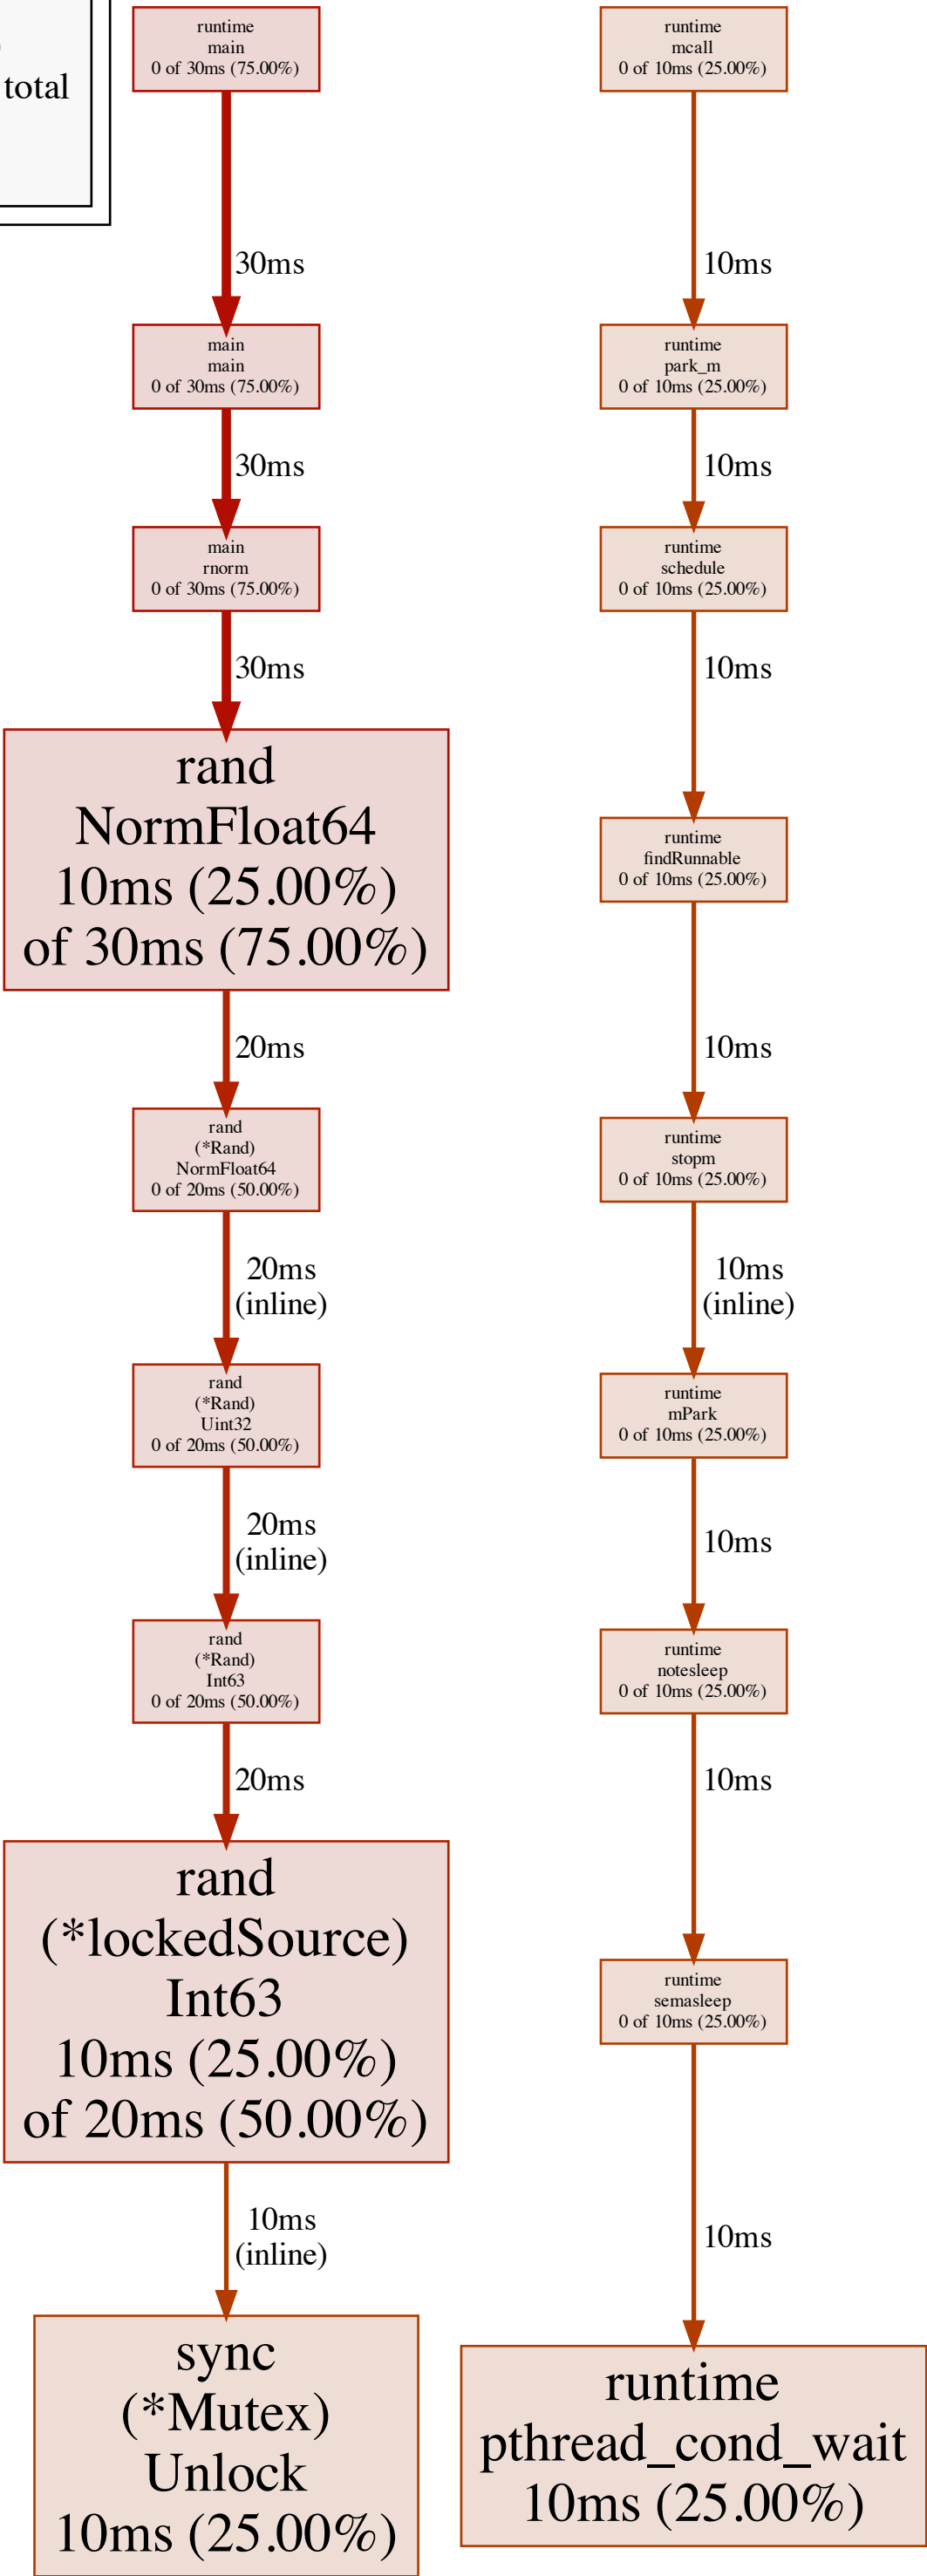 total
runtime
main
0 of 30ms (75.00%)
30ms
main
main
0 of 30ms (75.00%)
30ms
main
rnorm
0 of 30ms (75.00%)
30ms
rand
NormFloat64
10ms (25.00%)
of 30ms (75.00%)
20ms
rand
(*Rand)
NormFloat64
0 of 20ms (50.00%)
20ms
(inline)
rand
(*Rand)
Uint32
0 of 20ms (50.00%)
20ms
(inline)
rand
(*Rand)
Int63
0 of 20ms (50.00%)
20ms
rand
(*lockedSource)
Int63
10ms (25.00%)
of 20ms (50.00%)
10ms
(inline)
sync
(*Mutex)
Unlock
10ms (25.00%)
runtime
mcall
0 of 10ms (25.00%)
10ms
runtime
park_m
0 of 10ms (25.00%)
10ms
runtime
schedule
0 of 10ms (25.00%)
10ms
runtime
findRunnable
0 of 10ms (25.00%)
10ms
runtime
stopm
0 of 10ms (25.00%)
10ms
(inline)
runtime
mPark
0 of 10ms (25.00%)
10ms
runtime
notesleep
0 of 10ms (25.00%)
10ms
runtime
semasleep
0 of 10ms (25.00%)
10ms
runtime
pthread_cond_wait
10ms (25.00%)